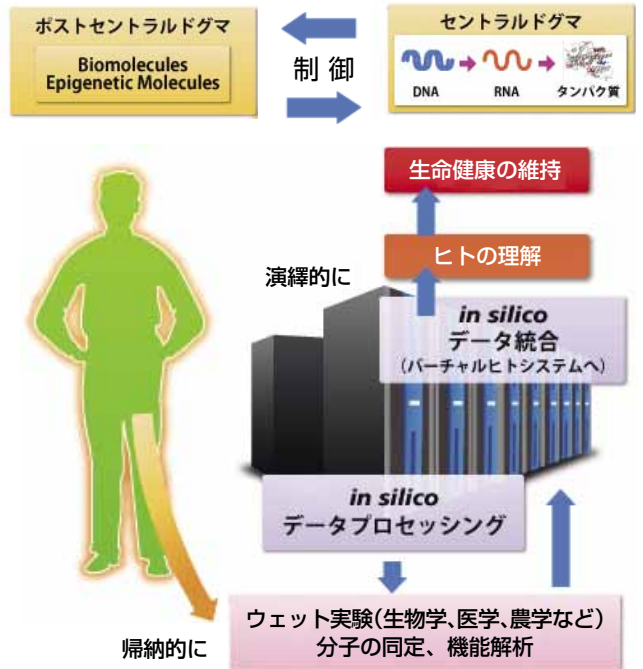 ポストセントラルドグマ
Biomolecules
Epigenetic Molecules
制 御
セントラルドグマ
DNA
RNA
タンパク質
生命健康の維持
ヒトの理解
演繹的に
in silico
データ統合
(バーチャルヒトシステムへ)
in silico
データプロセッシング
ウェット実験(生物学、医学、農学など)
分子の同定、機能解析
帰納的に